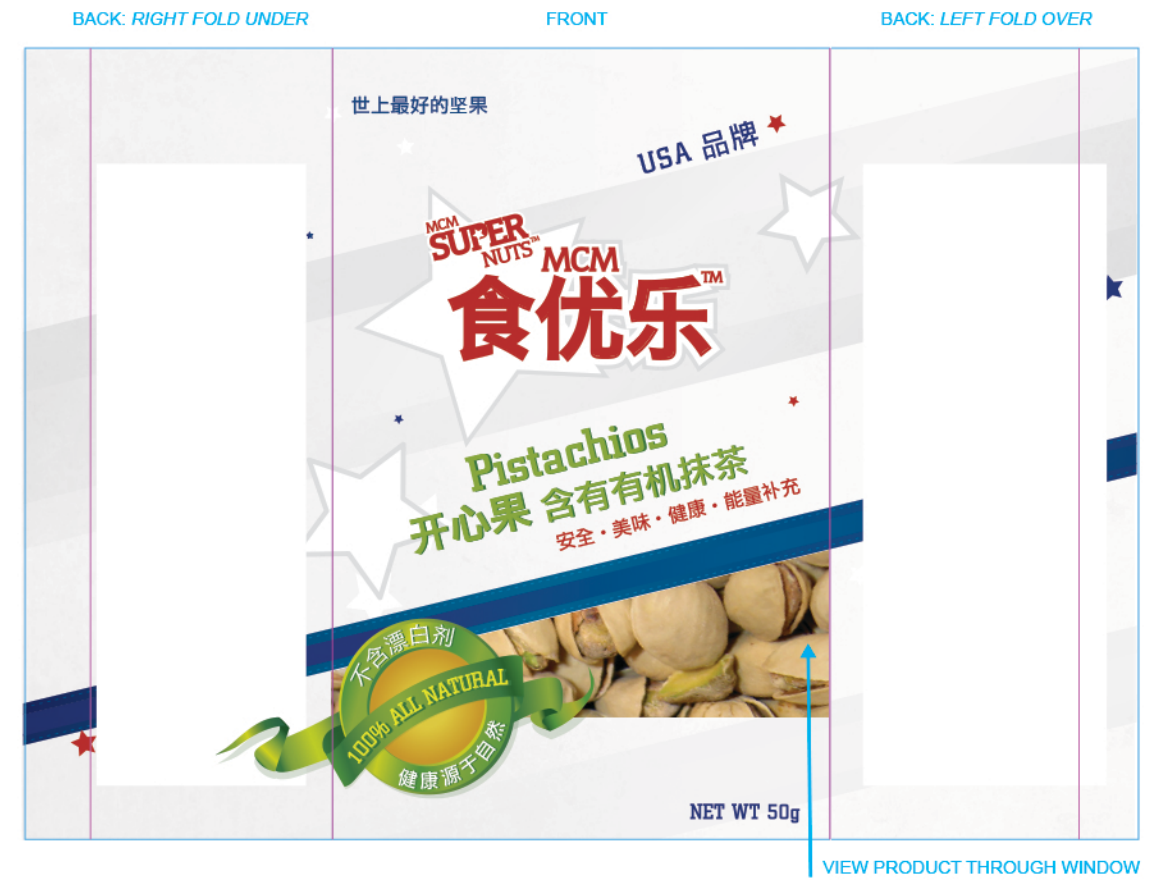 BACK: RIGHT FOLD UNDER
FRONT
BACK: LEFT FOLD OVER
世上最好的坚果
USA 品牌
MCM
SUPER
NUTS™
MCM
食优乐™
Pistachios
开心果 含有有机抹茶
安全・美味・健康・能量补充
不含漂白剂
100% ALL NATURAL
健康源于自然
NET WT 50g
VIEW PRODUCT THROUGH WINDOW